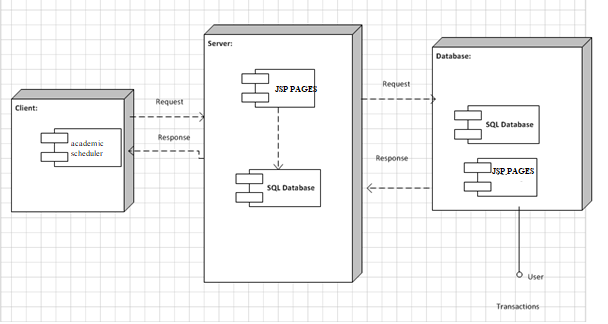 Server:
Database:
JSP PAGES
Request
Request
Client:
SQL Database
academic
scheduler
Response
Response
JSP PAGES
SQL Database
User
Transactions